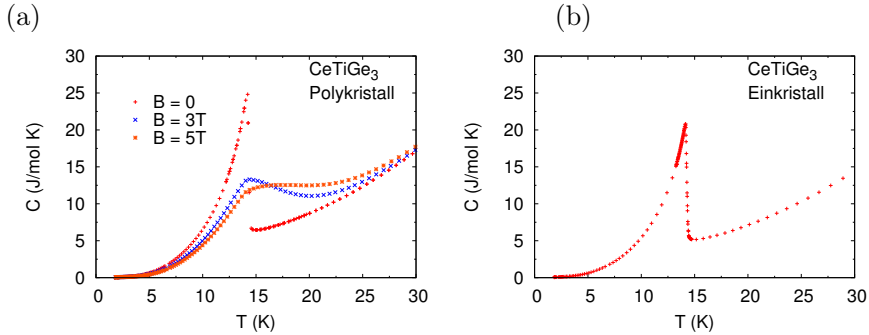 (a)
C (J/mol K)
30
25
20
15
10
5
0
CeTiGe3
Polykristall
B = 0
B = 3T
B = 5T
0 5 10 15 20 25 30
T (K)
(b)
C (J/mol K)
30
25
20
15
10
5
0
CeTiGe3
Einkristall
0 5 10 15 20 25 30
T (K)